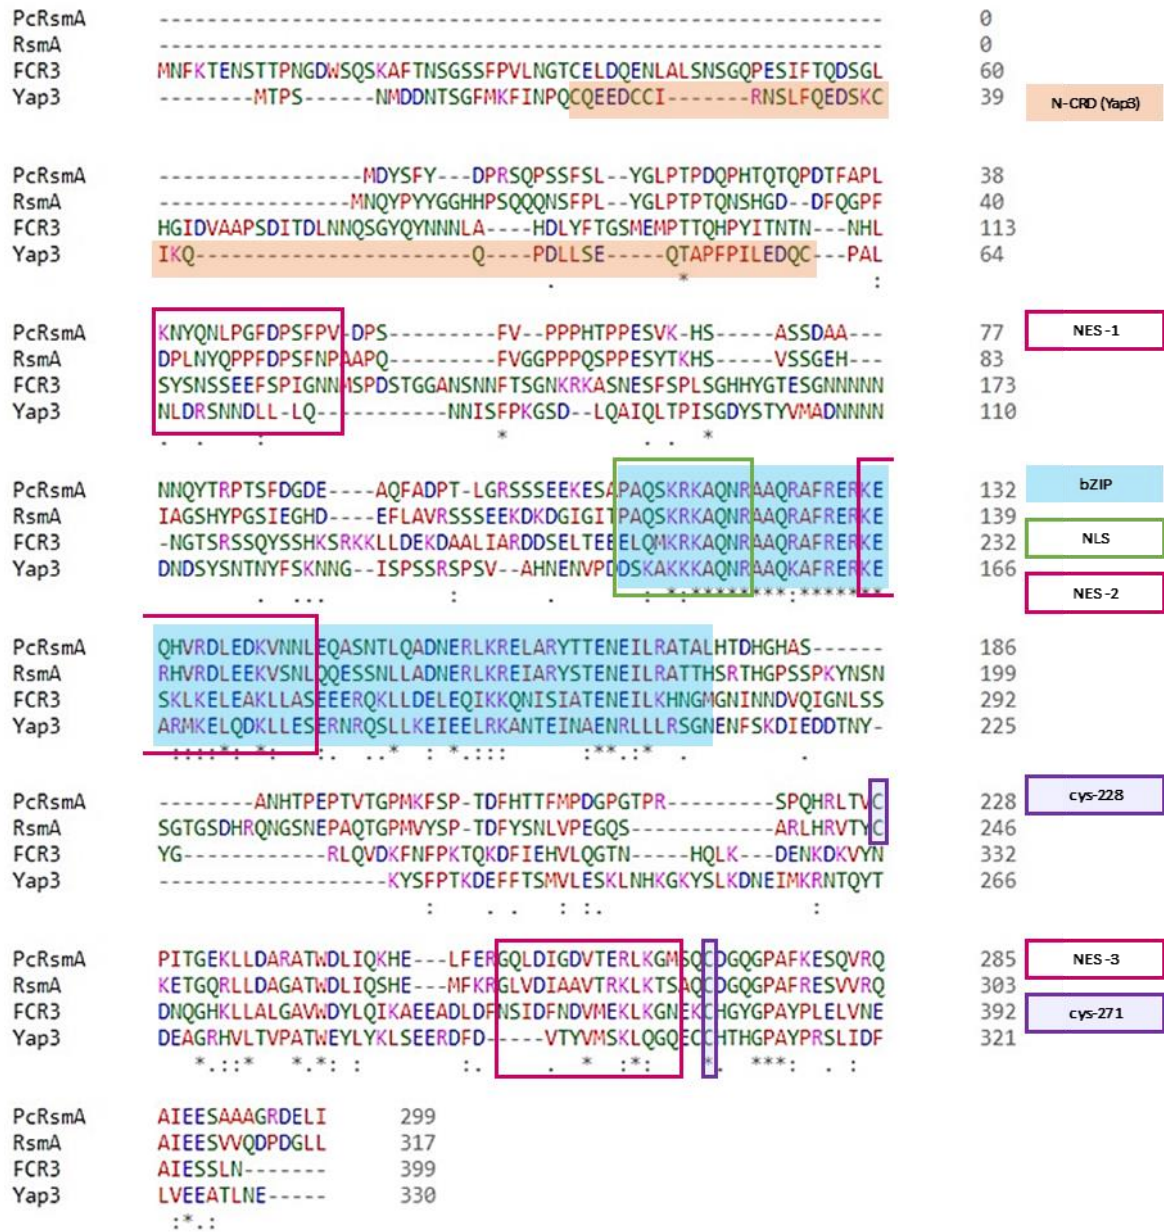 PcRsmA ------------------------------------------------------------ 0
RsmA ------------------------------------------------------------ 0
FCR3 MNFKTENSTTPNGDWSQSKAFTNSGSSFPVLNGTCELDQENLALSNSGQPESIFTQDSGL 60
Yap3 --------MTPS------NMDDNTSGFMKFINPQCQEEDCCI-------RNSLFQEDSKC 39
N-CRD (Yap3)
PcRsmA -----------------MDYSFY---DPRSQPSSFSL--YGLPTPDQPHTQTQPDTFAPL 38
RsmA ----------------MNQYPYYGGHHPSQQQNSFPL--YGLPTPTQNSHGD--DFQGPF 40
FCR3 HGIDVAAPSDITDLNNQSGYQYNNNLA----HDLYFTGSMEMPTTQHPYITNTN---NHL 113
Yap3 IKQ-----------------------Q----PDLLSE-----QTAPFPILEDQC---PAL 64
. * :
PcRsmA KNYQNLPGFDPSFPV-DPS---------FV--PPPHTPPESVK-HS-----ASSDAA--- 77
RsmA DPLNYQPPFDPSFNPAAPQ---------FVGGPPPQSPPESYTKHS-----VSSGEH--- 83
FCR3 SYSNSSEEFSPIGNNMSPDSTGGANSNNFTSGNKRKASNESFSPLSGHHYGTESGNNNNN 173
Yap3 NLDRSNNDLL-LQ-----------NNISFPKGSD--LQAIQLTPISGDYSTYVMADNNNN 110
. . : * . . *
NES-1
PcRsmA NNQYTRPTSFDGDE----AQFADPT-LGRSSSEEKESAPAQSKRKAQNRAAQRAFRERKE 132
RsmA IAGSHYPGSIEGHD----EFLAVRSSSEEKDKDGIGITPAQSKRKAQNRAAQRAFRERKE 139
FCR3 -NGTSRSSQYSSHKSRKKLLDEKDAALIARDDSELTEEELQMKRKAQNRAAQRAFRERKE 232
Yap3 DNDSYSNTNYFSKNNG--ISPSSRSPSV--AHNENVPDDSKAKKKAQNRAAQKAFRERKE 166
. ... : . : *:********:*******
bZIP
NLS
NES-2
PcRsmA QHVRDLEDKVNNLEQASNTLQADNERLKRELARYTTENEILRATALHTDHGHAS------ 186
RsmA RHVRDLEEKVSNLQQESSNLLADNERLKREIARYSTENEILRATTHSRTHGPSSPKYNSN 199
FCR3 SKLKELEAKLLASEEERQKLLDELEQIKKQNISIATENEILKHNGMGNINNDVQIGNLSS 292
Yap3 ARMKELQDKLLESERNRQSLLKEIEELRKANTEINAENRLLLRSGNENFSKDIEDDTNY- 225
::::*: *: :. ..* : *.::: :**.:* . .
PcRsmA --------ANHTPEPTVTGPMKFSP-TDFHTTFMPDGPGTPR---------SPQHRLTVC 228
RsmA SGTGSDHRQNGSNEPAQTGPMVYSP-TDFYSNLVPEGQS------------ARLHRVTYC 246
FCR3 YG------------RLQVDKFNFPKTQKDFIEHVLQGTN-----HQLK---DENKDKVYN 332
Yap3 -------------------KYSFPTKDEFFTSMVLESKLNHKGKYSLKDNEIMKRNTQYT 266
: . . : :. :
cys-228
PcRsmA PITGEKLLDARATWDLIQKHE---LFERGQLDIGDVTERLKGMSQCDGQGPAFKESQVRQ 285
RsmA KETGQRLLDAGATWDLIQSHE---MFKRGLVDIAAVTRKLKTSAQCDGQGPAFRESVVRQ 303
FCR3 DNQGHKLLALGAVWDYLQIKAEEADLDFNSIDFNDVMEKLKGNEKCHGYGPAYPLELVNE 392
Yap3 DEAGRHVLTVPATWEYLYKLSEERDFD-----VTYVMSKLQGQECCHTHGPAYPRSLIDF 321
*.::* *.*: : :. . * :*: *. ***: . :
NES-3
cys-271
PcRsmA AIEESAAAGRDELI 299
RsmA AIEESVVQDPDGLL 317
FCR3 AIESSLN------- 399
Yap3 LVEEATLNE----- 330
:*.: